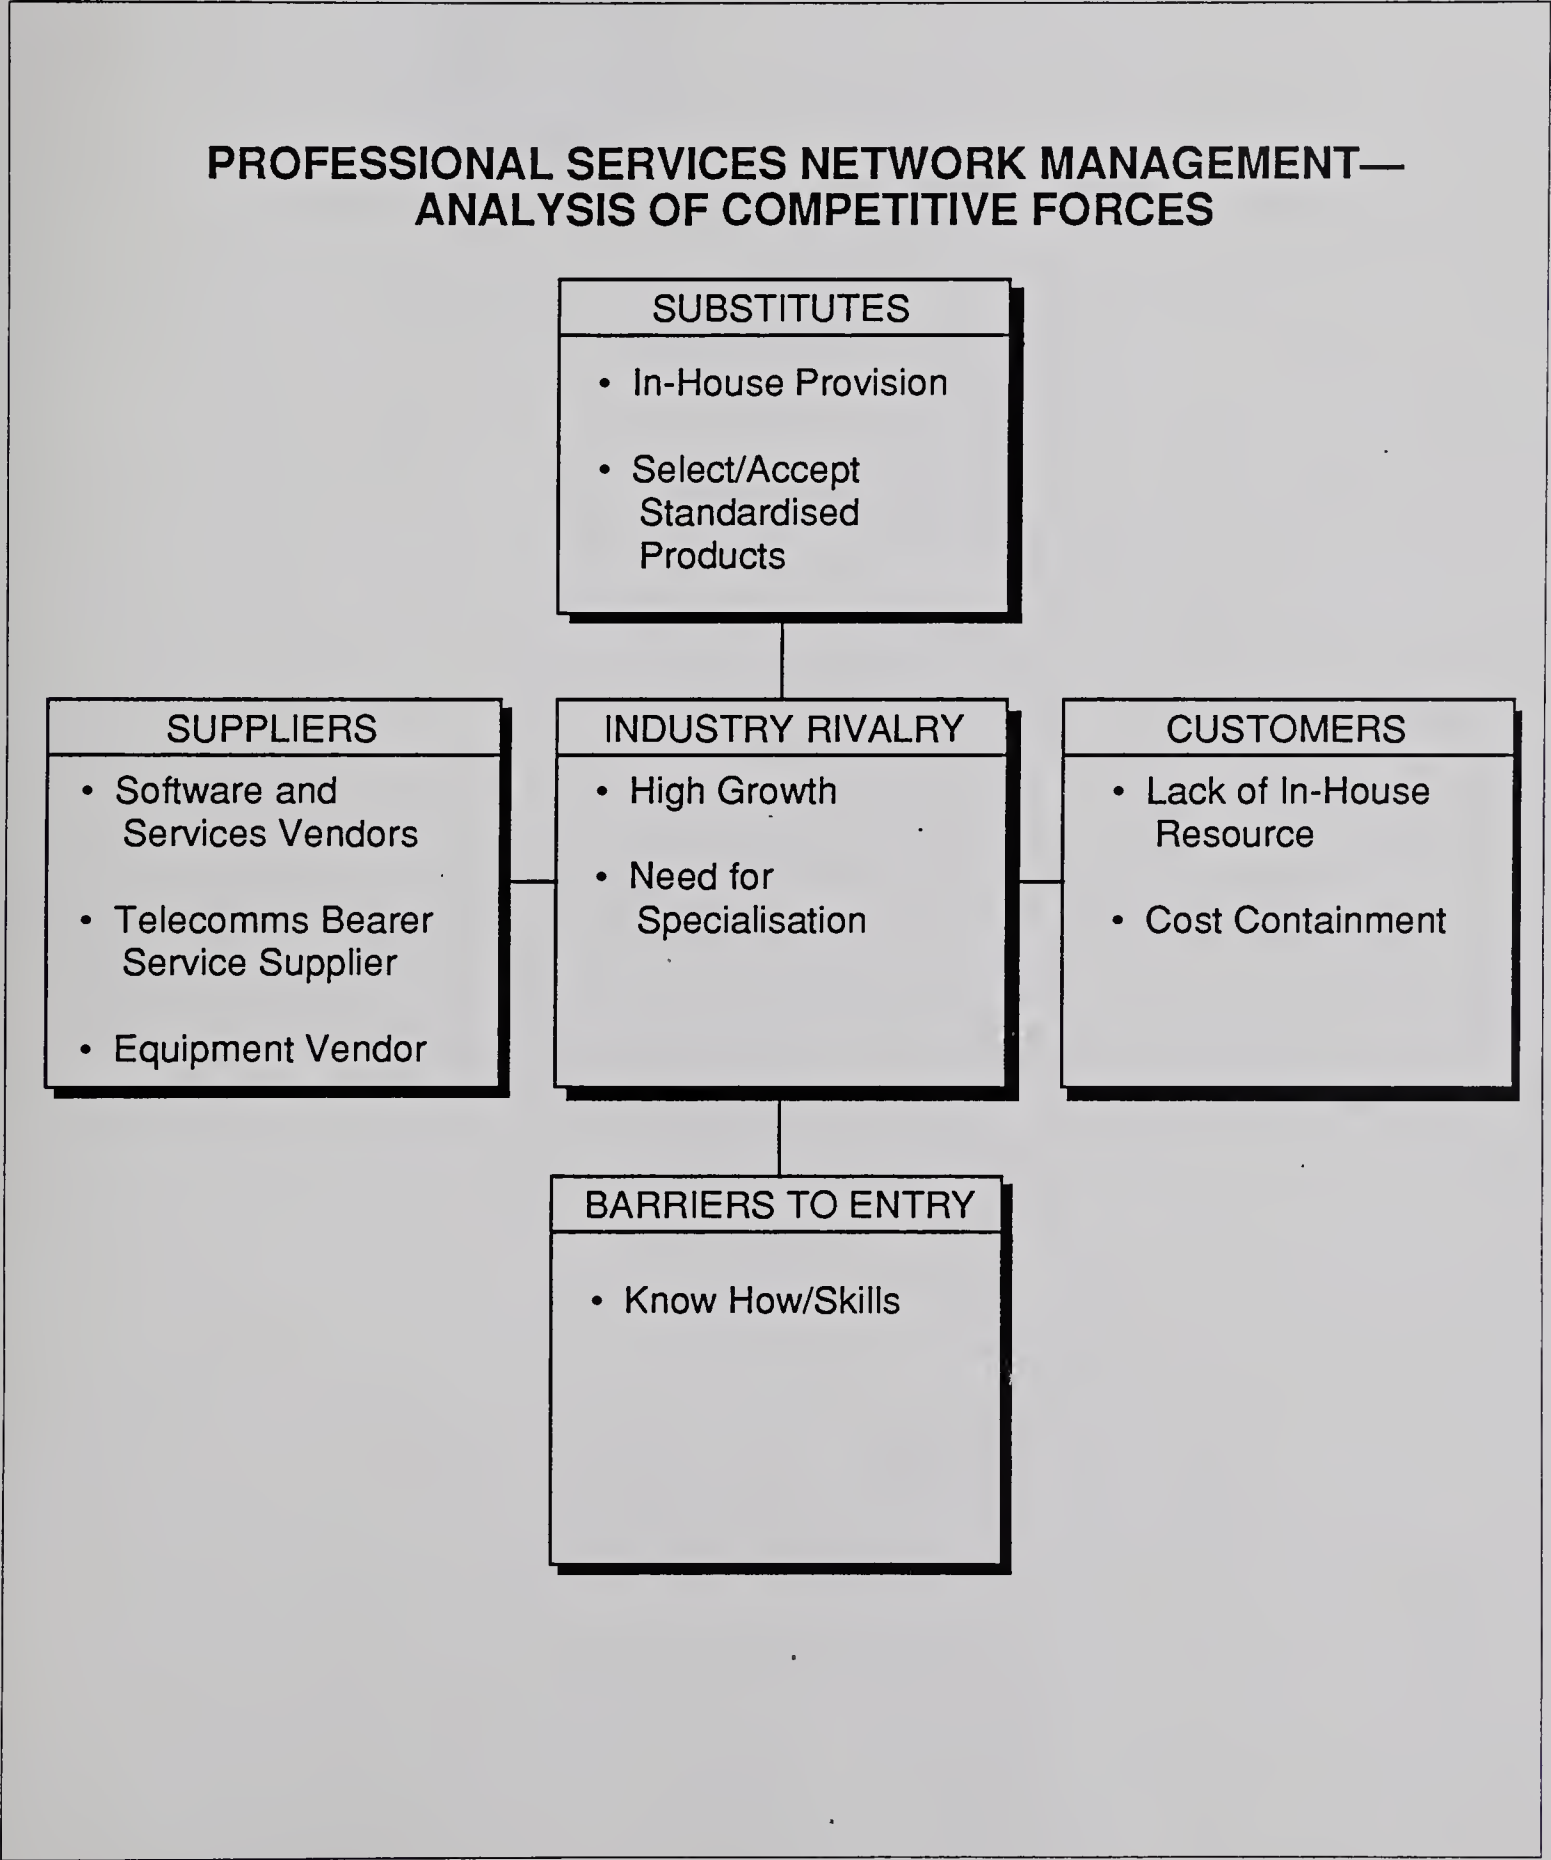 PROFESSIONAL SERVICES NETWORK MANAGEMENT—
ANALYSIS OF COMPETITIVE FORCES
SUBSTITUTES
• In-House Provision
• Select/Accept
Standardised
Products
SUPPLIERS
• Software and
Services Vendors
• Telecomms Bearer
Service Supplier
• Equipment Vendor
INDUSTRY RIVALRY
• High Growth
• Need for
Specialisation
CUSTOMERS
• Lack of In-House
Resource
• Cost Containment
BARRIERS TO ENTRY
• Know How/Skills